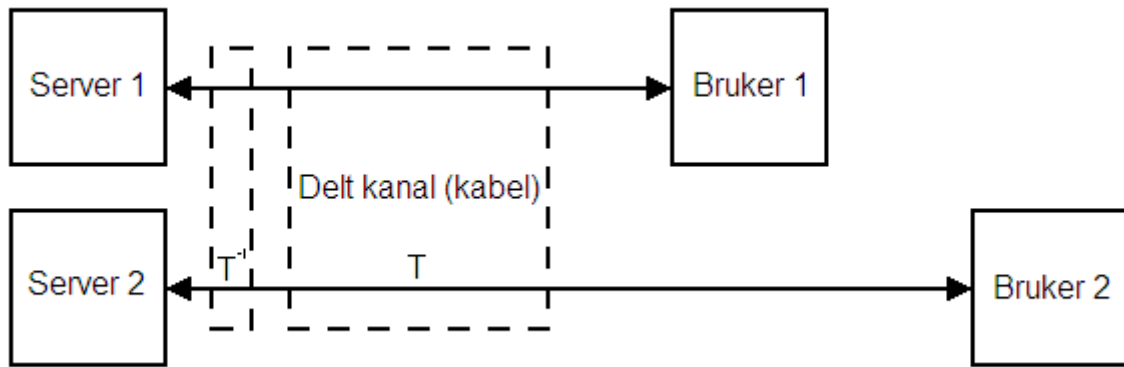 Server 1
Bruker 1
Delt kanal (kabel)
T⁻¹
T
Server 2
Bruker 2